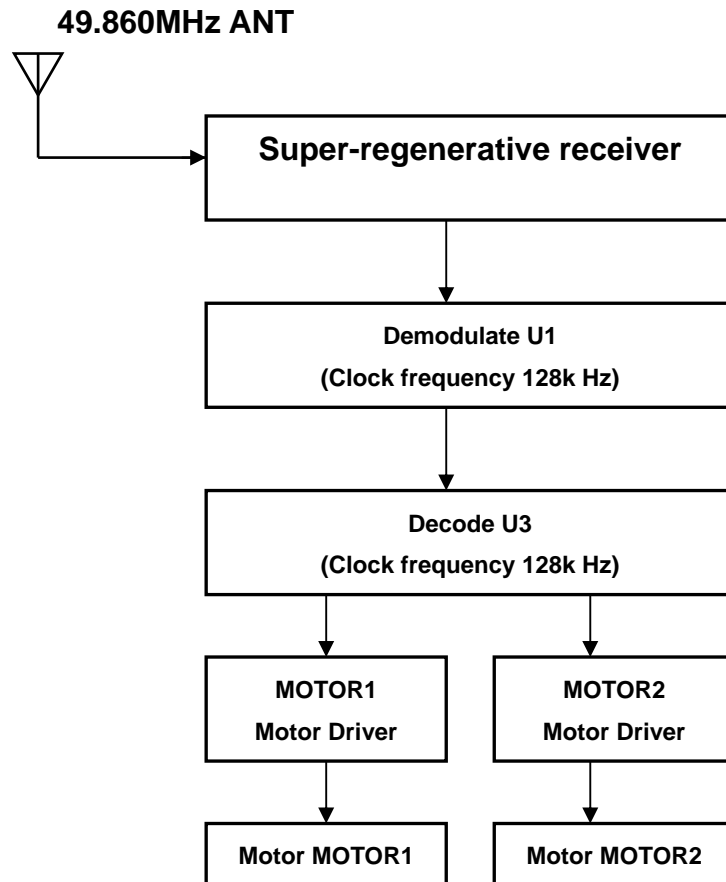 49.860MHz ANT
Super-regenerative receiver
Demodulate U1
(Clock frequency 128k Hz)
Decode U3
(Clock frequency 128k Hz)
MOTOR1
Motor Driver
MOTOR2
Motor Driver
Motor MOTOR1
Motor MOTOR2